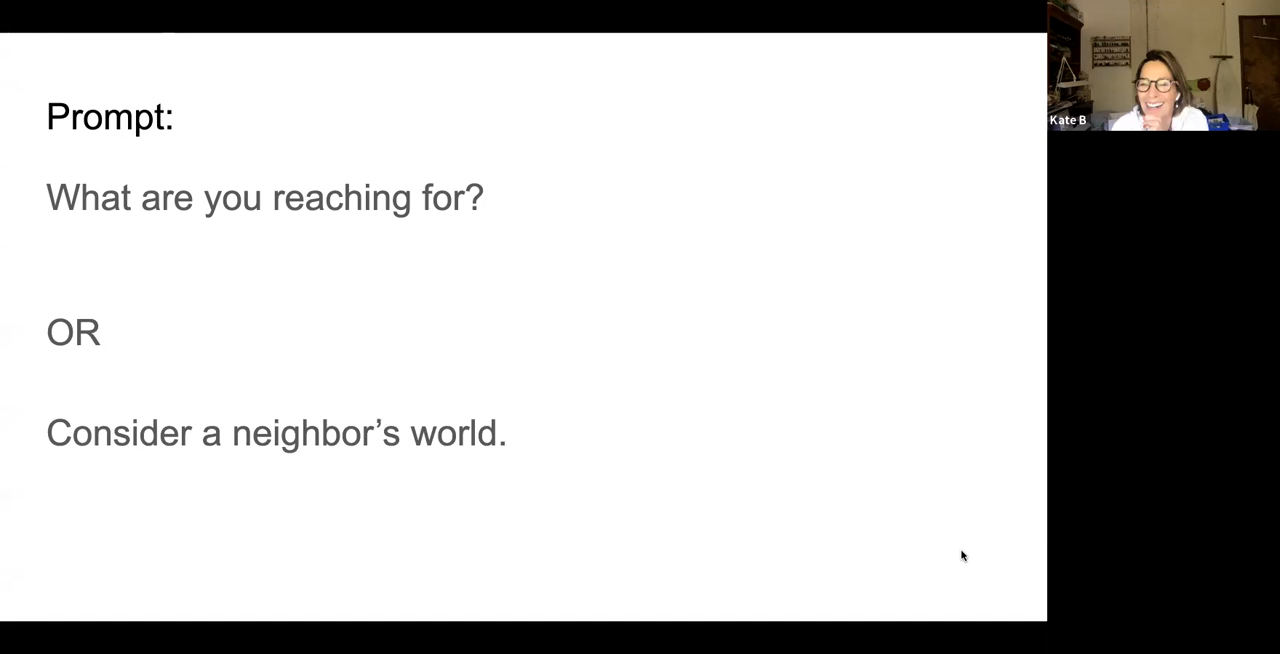 Prompt:
What are you reaching for?
OR
Consider a neighbor’s world.
Kate B